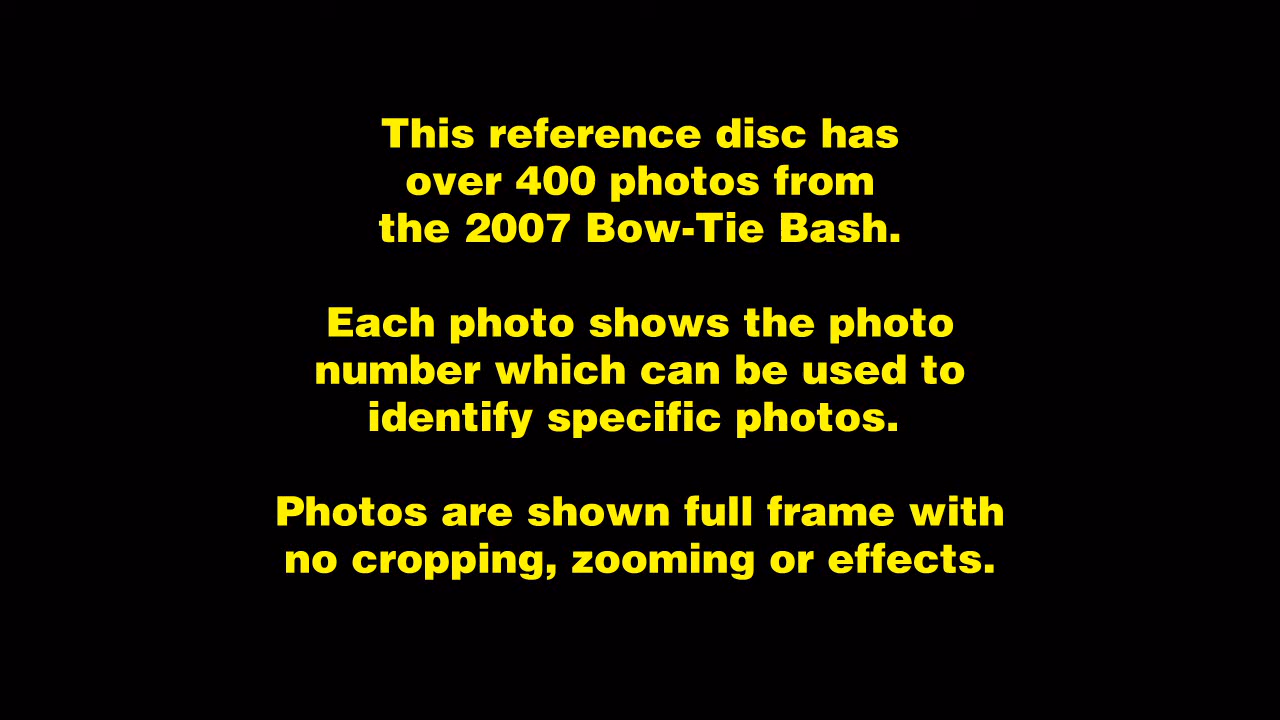 This reference disc has
over 400 photos from
the 2007 Bow-Tie Bash.
Each photo shows the photo
number which can be used to
identify specific photos.
Photos are shown full frame with
no cropping, zooming or effects.